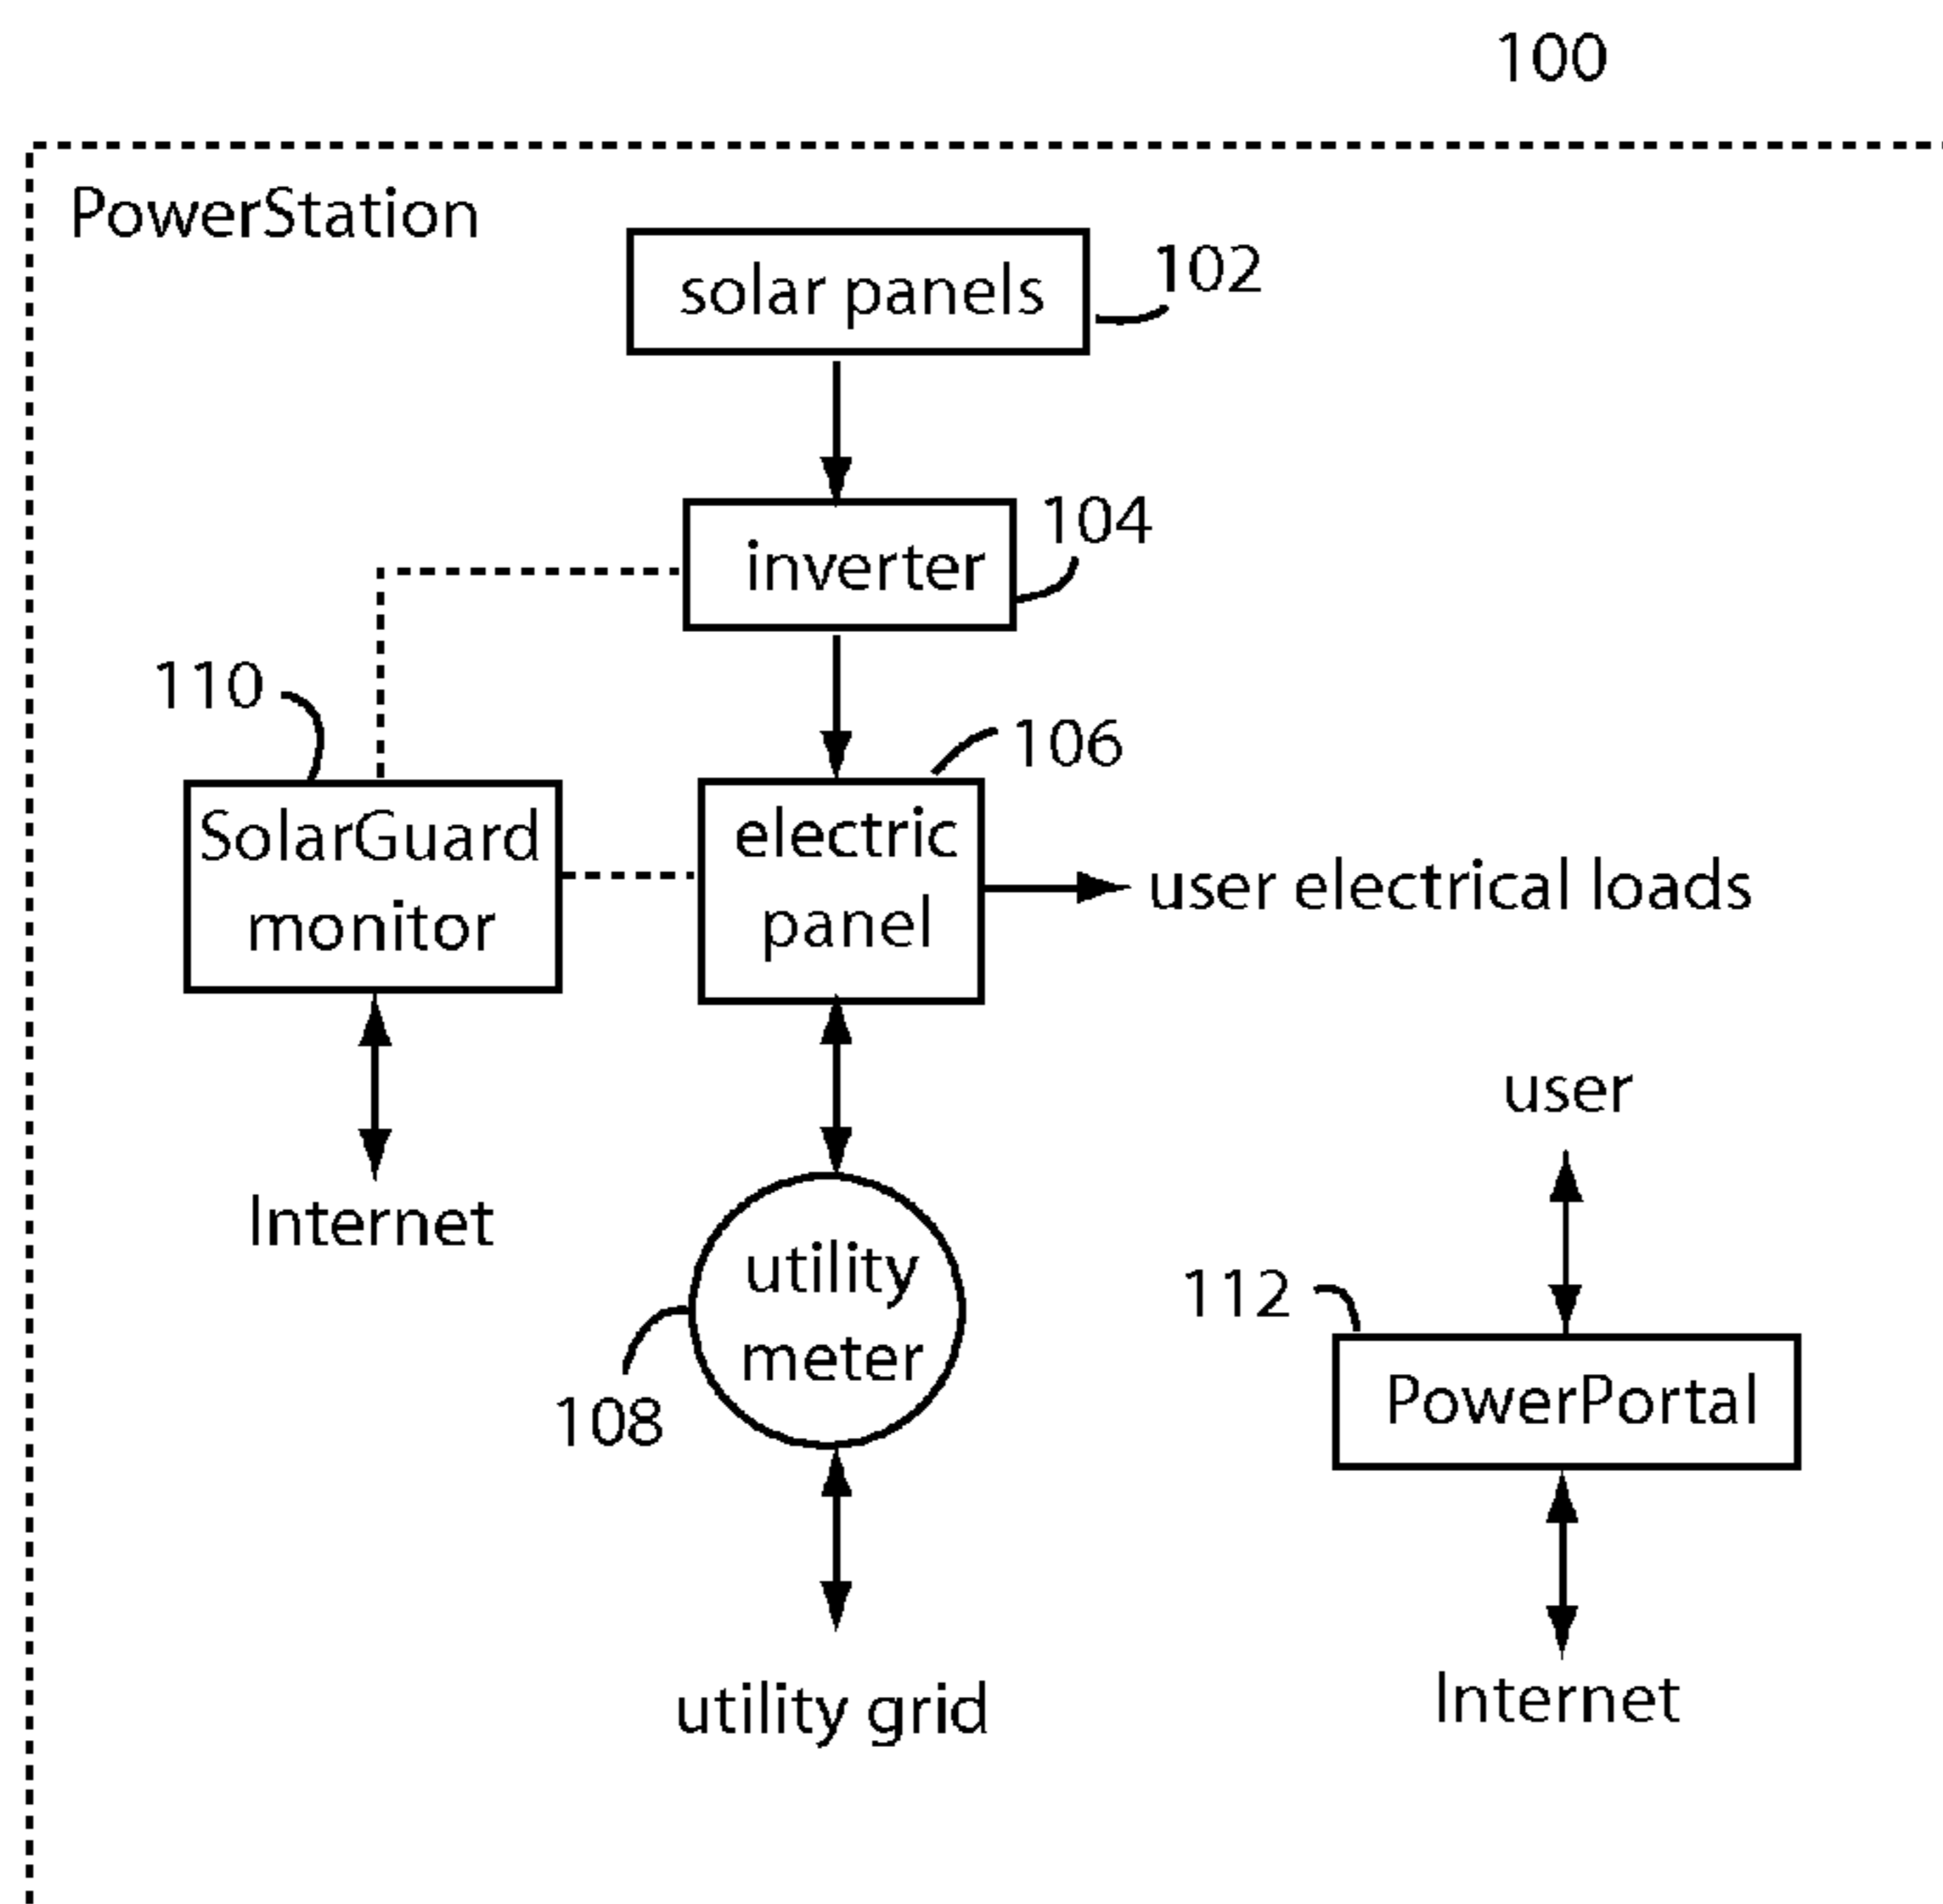 100
PowerStation
solar panels
102
inverter
104
110
106
SolarGuard
monitor
electric
panel
user electrical loads
user
Internet
utility
meter
112
108
PowerPortal
utility grid
Internet